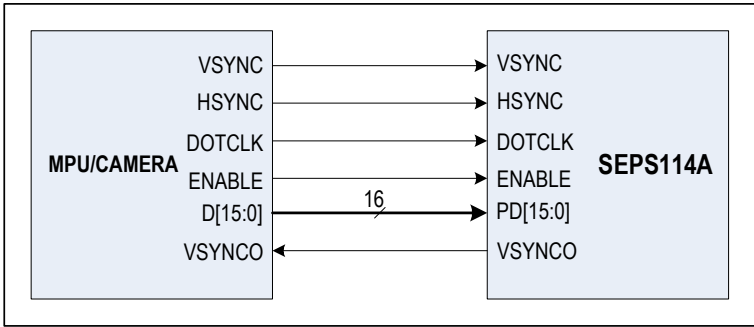 VSYNC VSYNC
HSYNC HSYNC
DOTCLK DOTCLK
MPU/CAMERA SEPS114A
ENABLE ENABLE
D[15:0] 16 PD[15:0]
VSYNCO VSYNCO